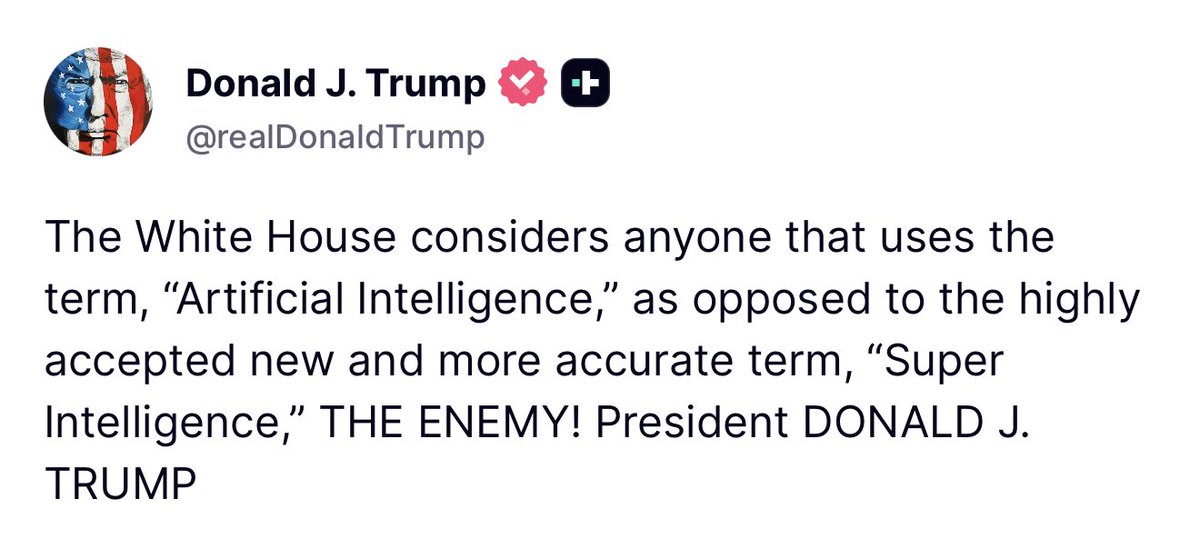 Donald J. Trump
@realDonaldTrump
The White House considers anyone that uses the
term, “Artificial Intelligence,” as opposed to the highly
accepted new and more accurate term, “Super
Intelligence,” THE ENEMY! President DONALD J.
TRUMP